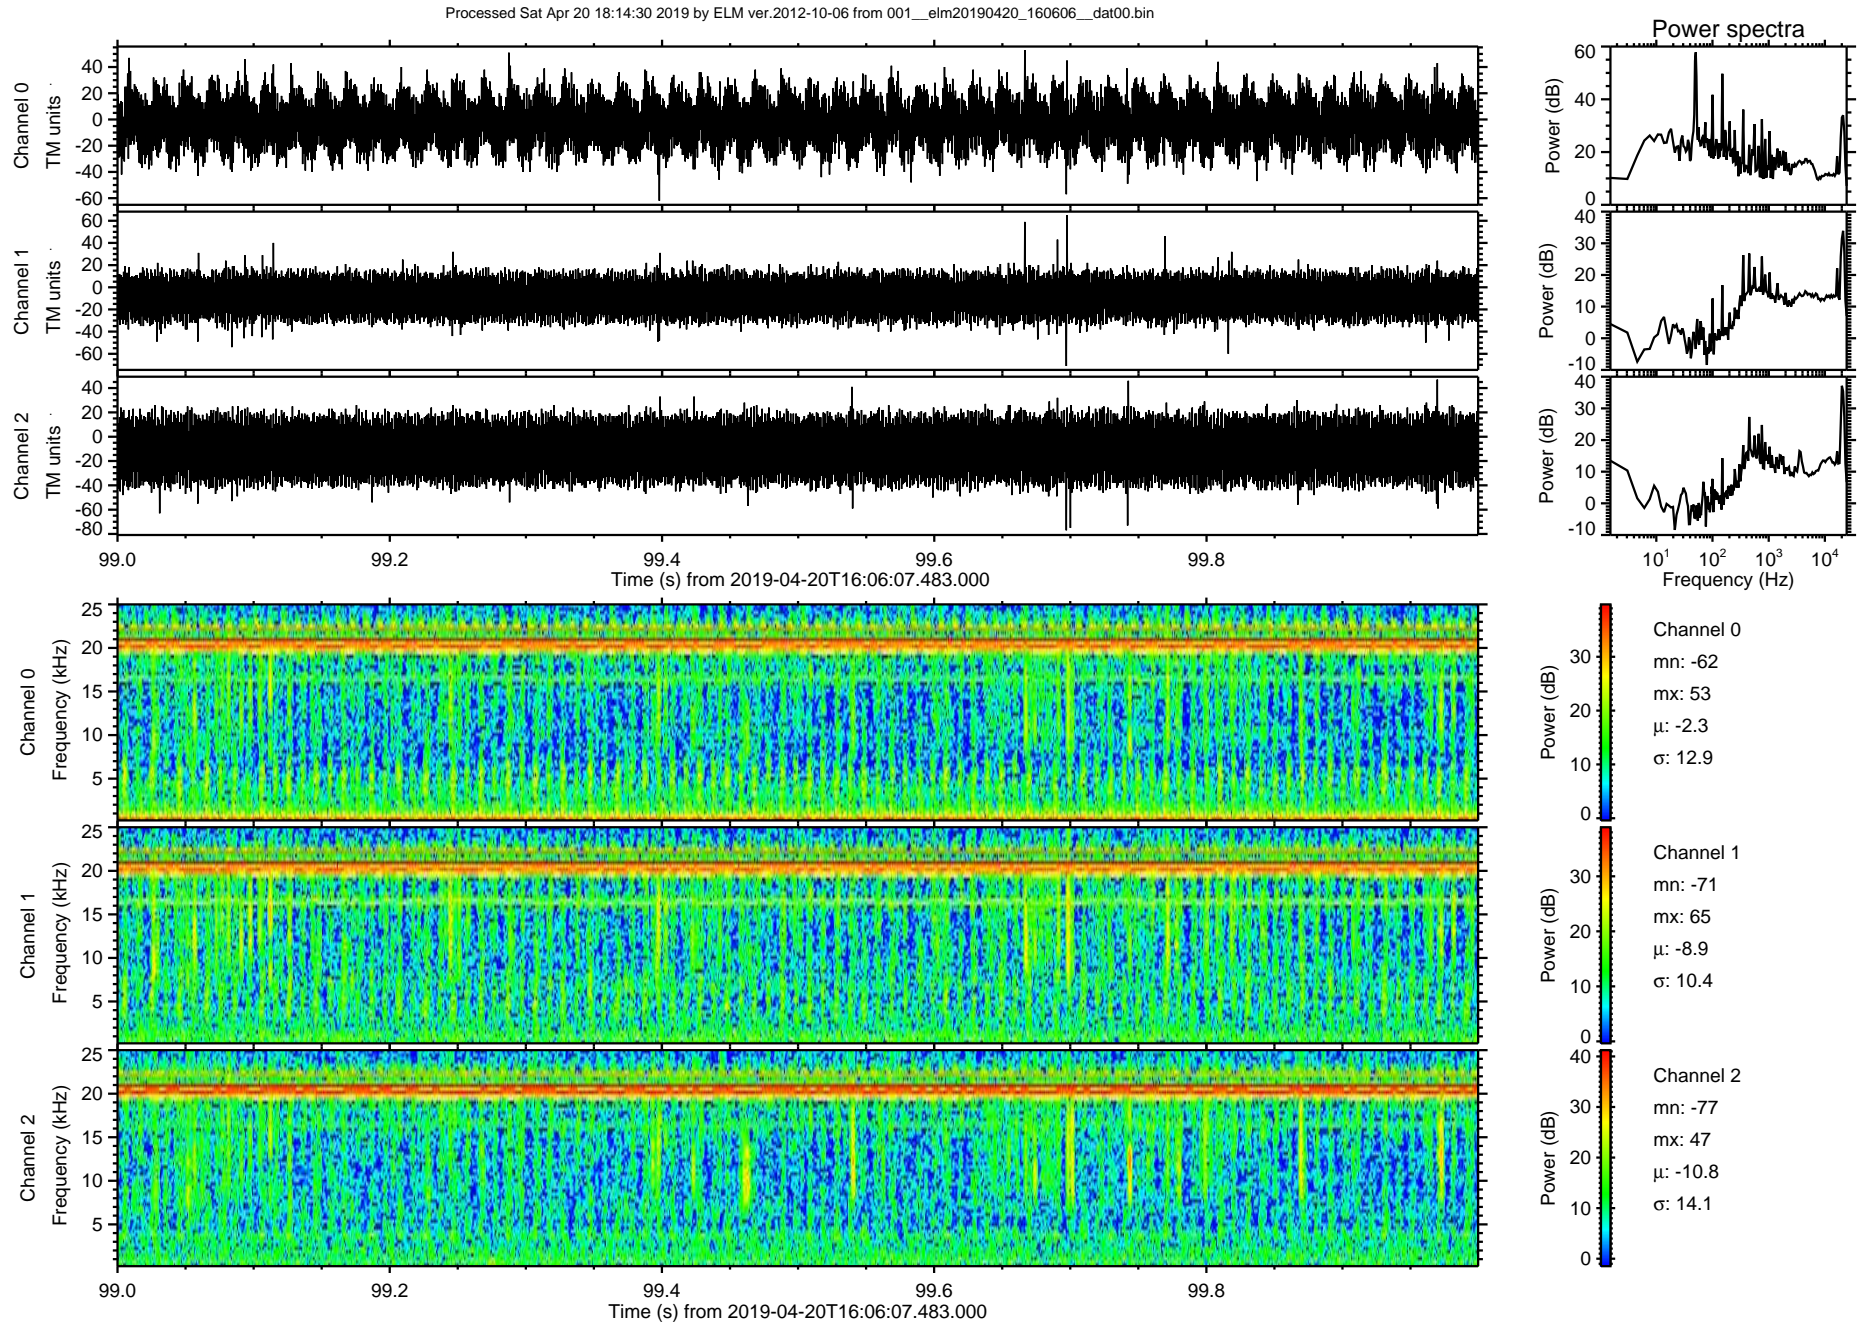 Processed Sat Apr 20 18:14:30 2019 by ELM ver.2012-10-06 from 001__elm20190420_160606__dat00.bin
Power spectra
Channel 0
TM units
40
20
0
-20
-40
-60
Power (dB)
60
40
20
0
Channel 1
TM units
60
40
20
0
-20
-40
-60
Power (dB)
40
30
20
10
0
-10
Channel 2
TM units
40
20
0
-20
-40
-60
-80
Power (dB)
40
30
20
10
0
-10
99.0 99.2 99.4 99.6 99.8
Time (s) from 2019-04-20T16:06:07.483.000
10¹ 10² 10³ 10⁴
Frequency (Hz)
Channel 0
Frequency (kHz)
25
20
15
10
5
Power (dB)
30
20
10
0
Channel 0
mn: -62
mx: 53
μ: -2.3
σ: 12.9
Channel 1
Frequency (kHz)
25
20
15
10
5
Power (dB)
30
20
10
0
Channel 1
mn: -71
mx: 65
μ: -8.9
σ: 10.4
Channel 2
Frequency (kHz)
25
20
15
10
5
Power (dB)
40
30
20
10
0
Channel 2
mn: -77
mx: 47
μ: -10.8
σ: 14.1
99.0 99.2 99.4 99.6 99.8
Time (s) from 2019-04-20T16:06:07.483.000